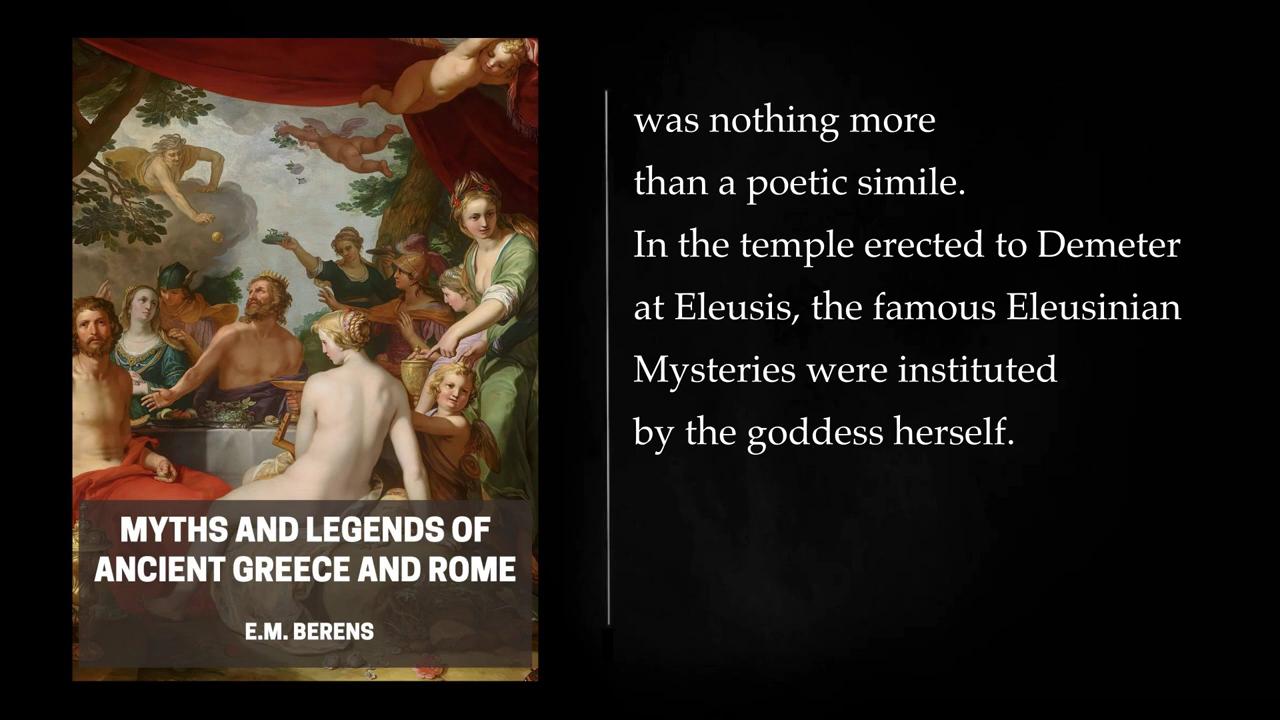 MYTHS AND LEGENDS OF
ANCIENT GREECE AND ROME
E.M. BERENS
was nothing more
than a poetic simile.
In the temple erected to Demeter
at Eleusis, the famous Eleusinian
Mysteries were instituted
by the goddess herself.